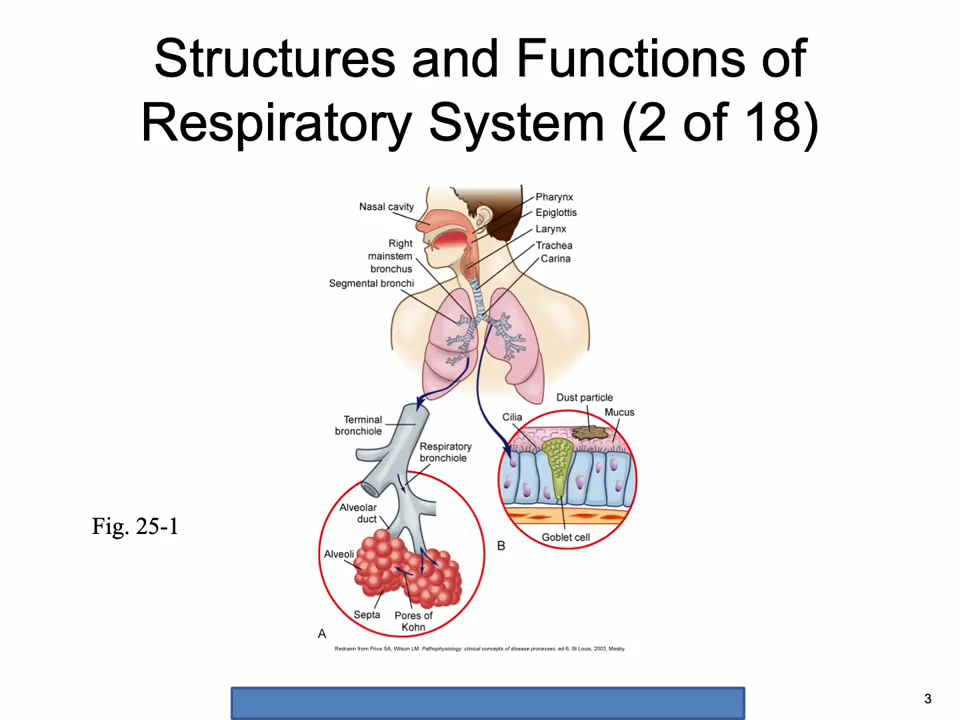 Structures and Functions of
Respiratory System (2 of 18)
Nasal cavity
Right
mainstem
bronchus
Segmental bronchi
Pharynx
Epiglottis
Larynx
Trachea
Carina
Terminal
bronchiole
Respiratory
bronchiole
Alveolar
duct
Alveoli
Septa
Pores of
Kohn
A
Dust particle
Cilia
Mucus
Goblet cell
B
Fig. 25-1
Redrawn from Price SA, Wilson LM: Pathophysiology: clinical concepts of disease processes, ed 6, St Louis, 2003, Mosby.
3